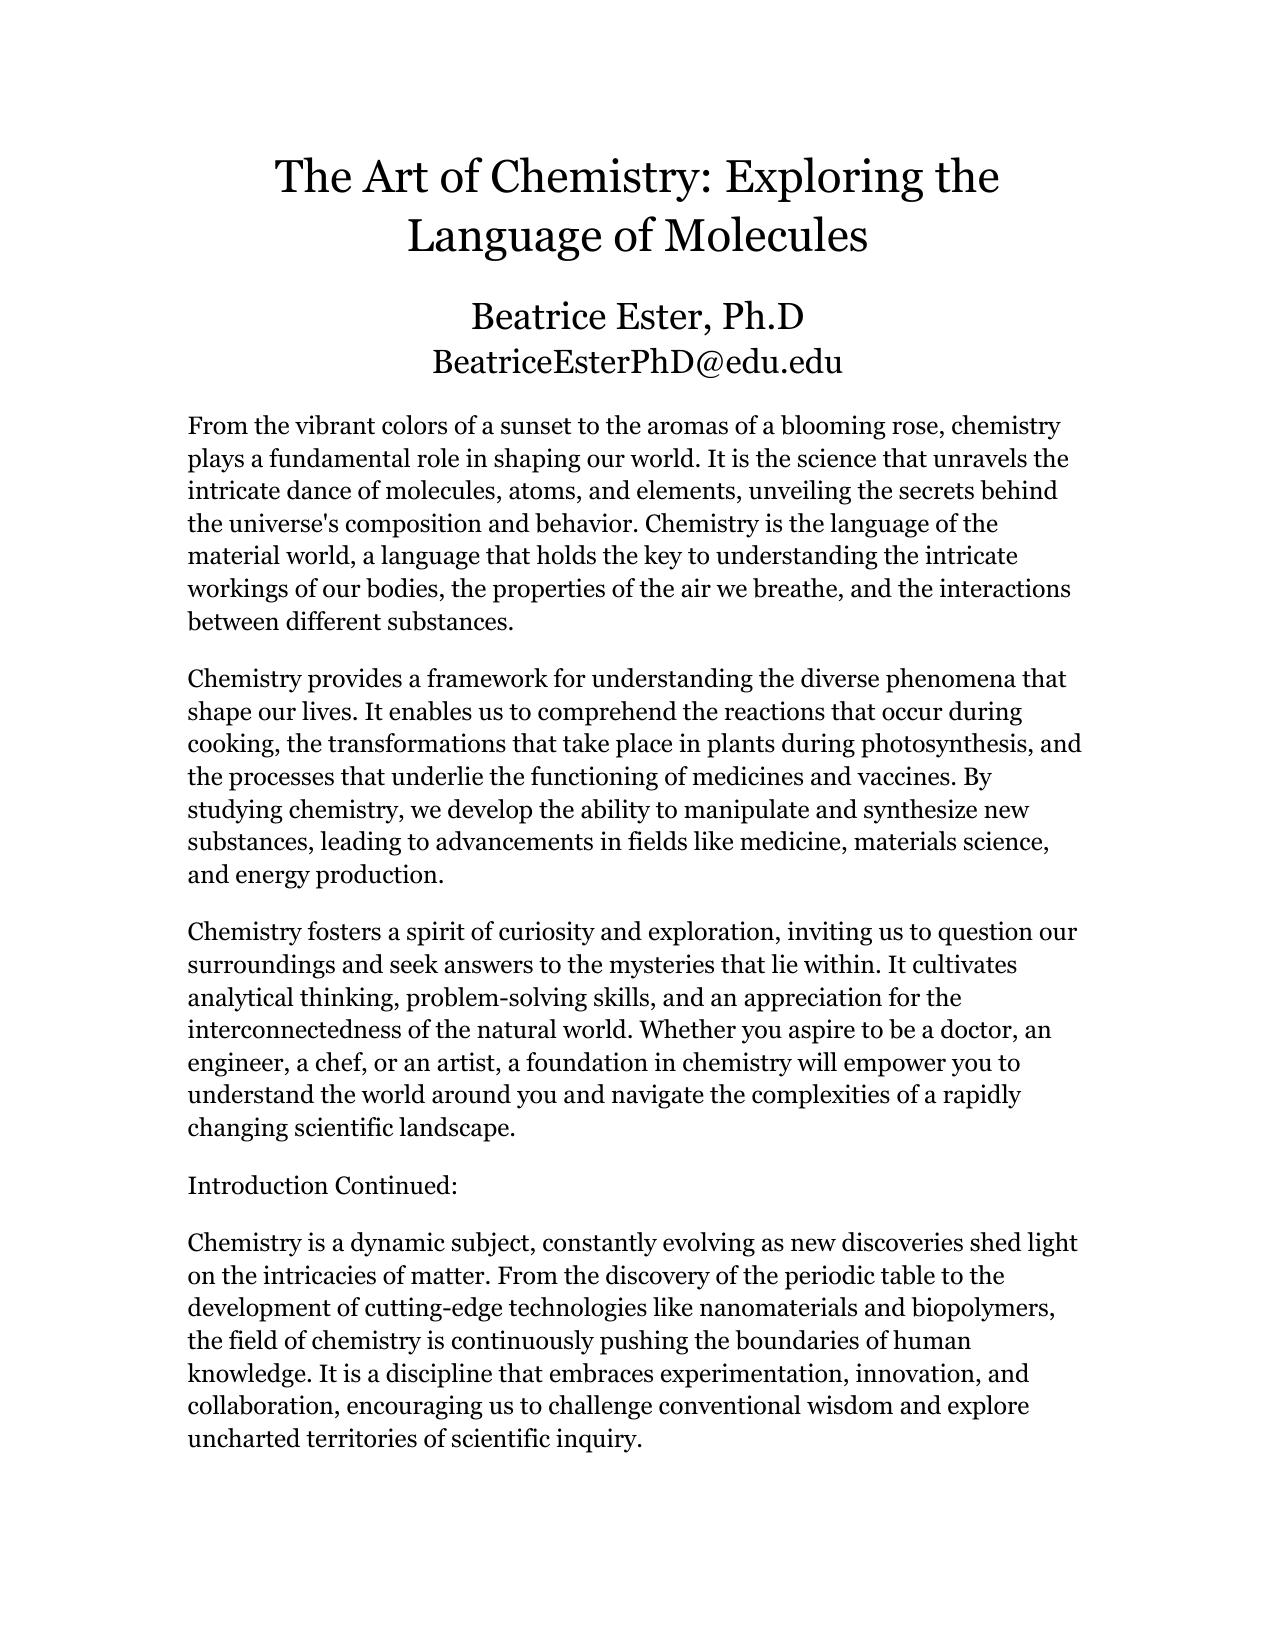 The Art of Chemistry: Exploring the
Language of Molecules
Beatrice Ester, Ph.D
BeatriceEsterPhD@edu.edu
From the vibrant colors of a sunset to the aromas of a blooming rose, chemistry
plays a fundamental role in shaping our world. It is the science that unravels the
intricate dance of molecules, atoms, and elements, unveiling the secrets behind
the universe's composition and behavior. Chemistry is the language of the
material world, a language that holds the key to understanding the intricate
workings of our bodies, the properties of the air we breathe, and the interactions
between different substances.
Chemistry provides a framework for understanding the diverse phenomena that
shape our lives. It enables us to comprehend the reactions that occur during
cooking, the transformations that take place in plants during photosynthesis, and
the processes that underlie the functioning of medicines and vaccines. By
studying chemistry, we develop the ability to manipulate and synthesize new
substances, leading to advancements in fields like medicine, materials science,
and energy production.
Chemistry fosters a spirit of curiosity and exploration, inviting us to question our
surroundings and seek answers to the mysteries that lie within. It cultivates
analytical thinking, problem-solving skills, and an appreciation for the
interconnectedness of the natural world. Whether you aspire to be a doctor, an
engineer, a chef, or an artist, a foundation in chemistry will empower you to
understand the world around you and navigate the complexities of a rapidly
changing scientific landscape.
Introduction Continued:
Chemistry is a dynamic subject, constantly evolving as new discoveries shed light
on the intricacies of matter. From the discovery of the periodic table to the
development of cutting-edge technologies like nanomaterials and biopolymers,
the field of chemistry is continuously pushing the boundaries of human
knowledge. It is a discipline that embraces experimentation, innovation, and
collaboration, encouraging us to challenge conventional wisdom and explore
uncharted territories of scientific inquiry.